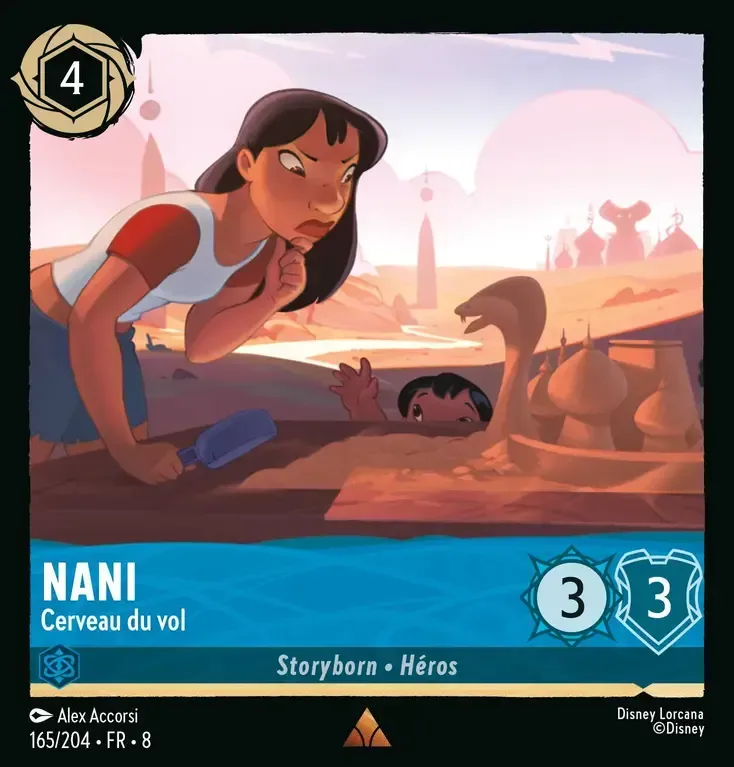 4
NANI
Cerveau du vol
3 3
Storyborn • Héros
Alex Accorsi
165/204 • FR • 8
Disney Lorcana
©Disney